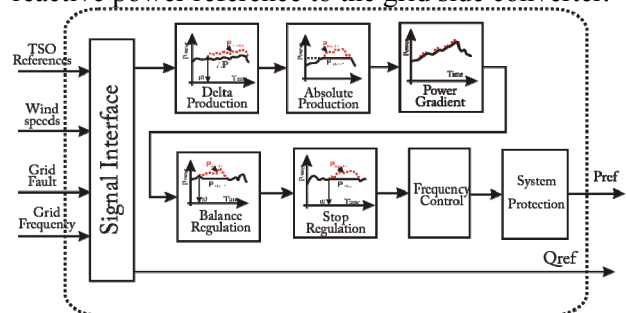 reactive power reference to the grid side converter.
TSO
References
Wind
speeds
Grid
Fault
Grid
Frequency
Signal Interface
Delta
Production
Absolute
Production
Time
Power
Gradient
Balance
Regulation
Stop
Regulation
Frequency
Control
System
Protection
Pref
Qref